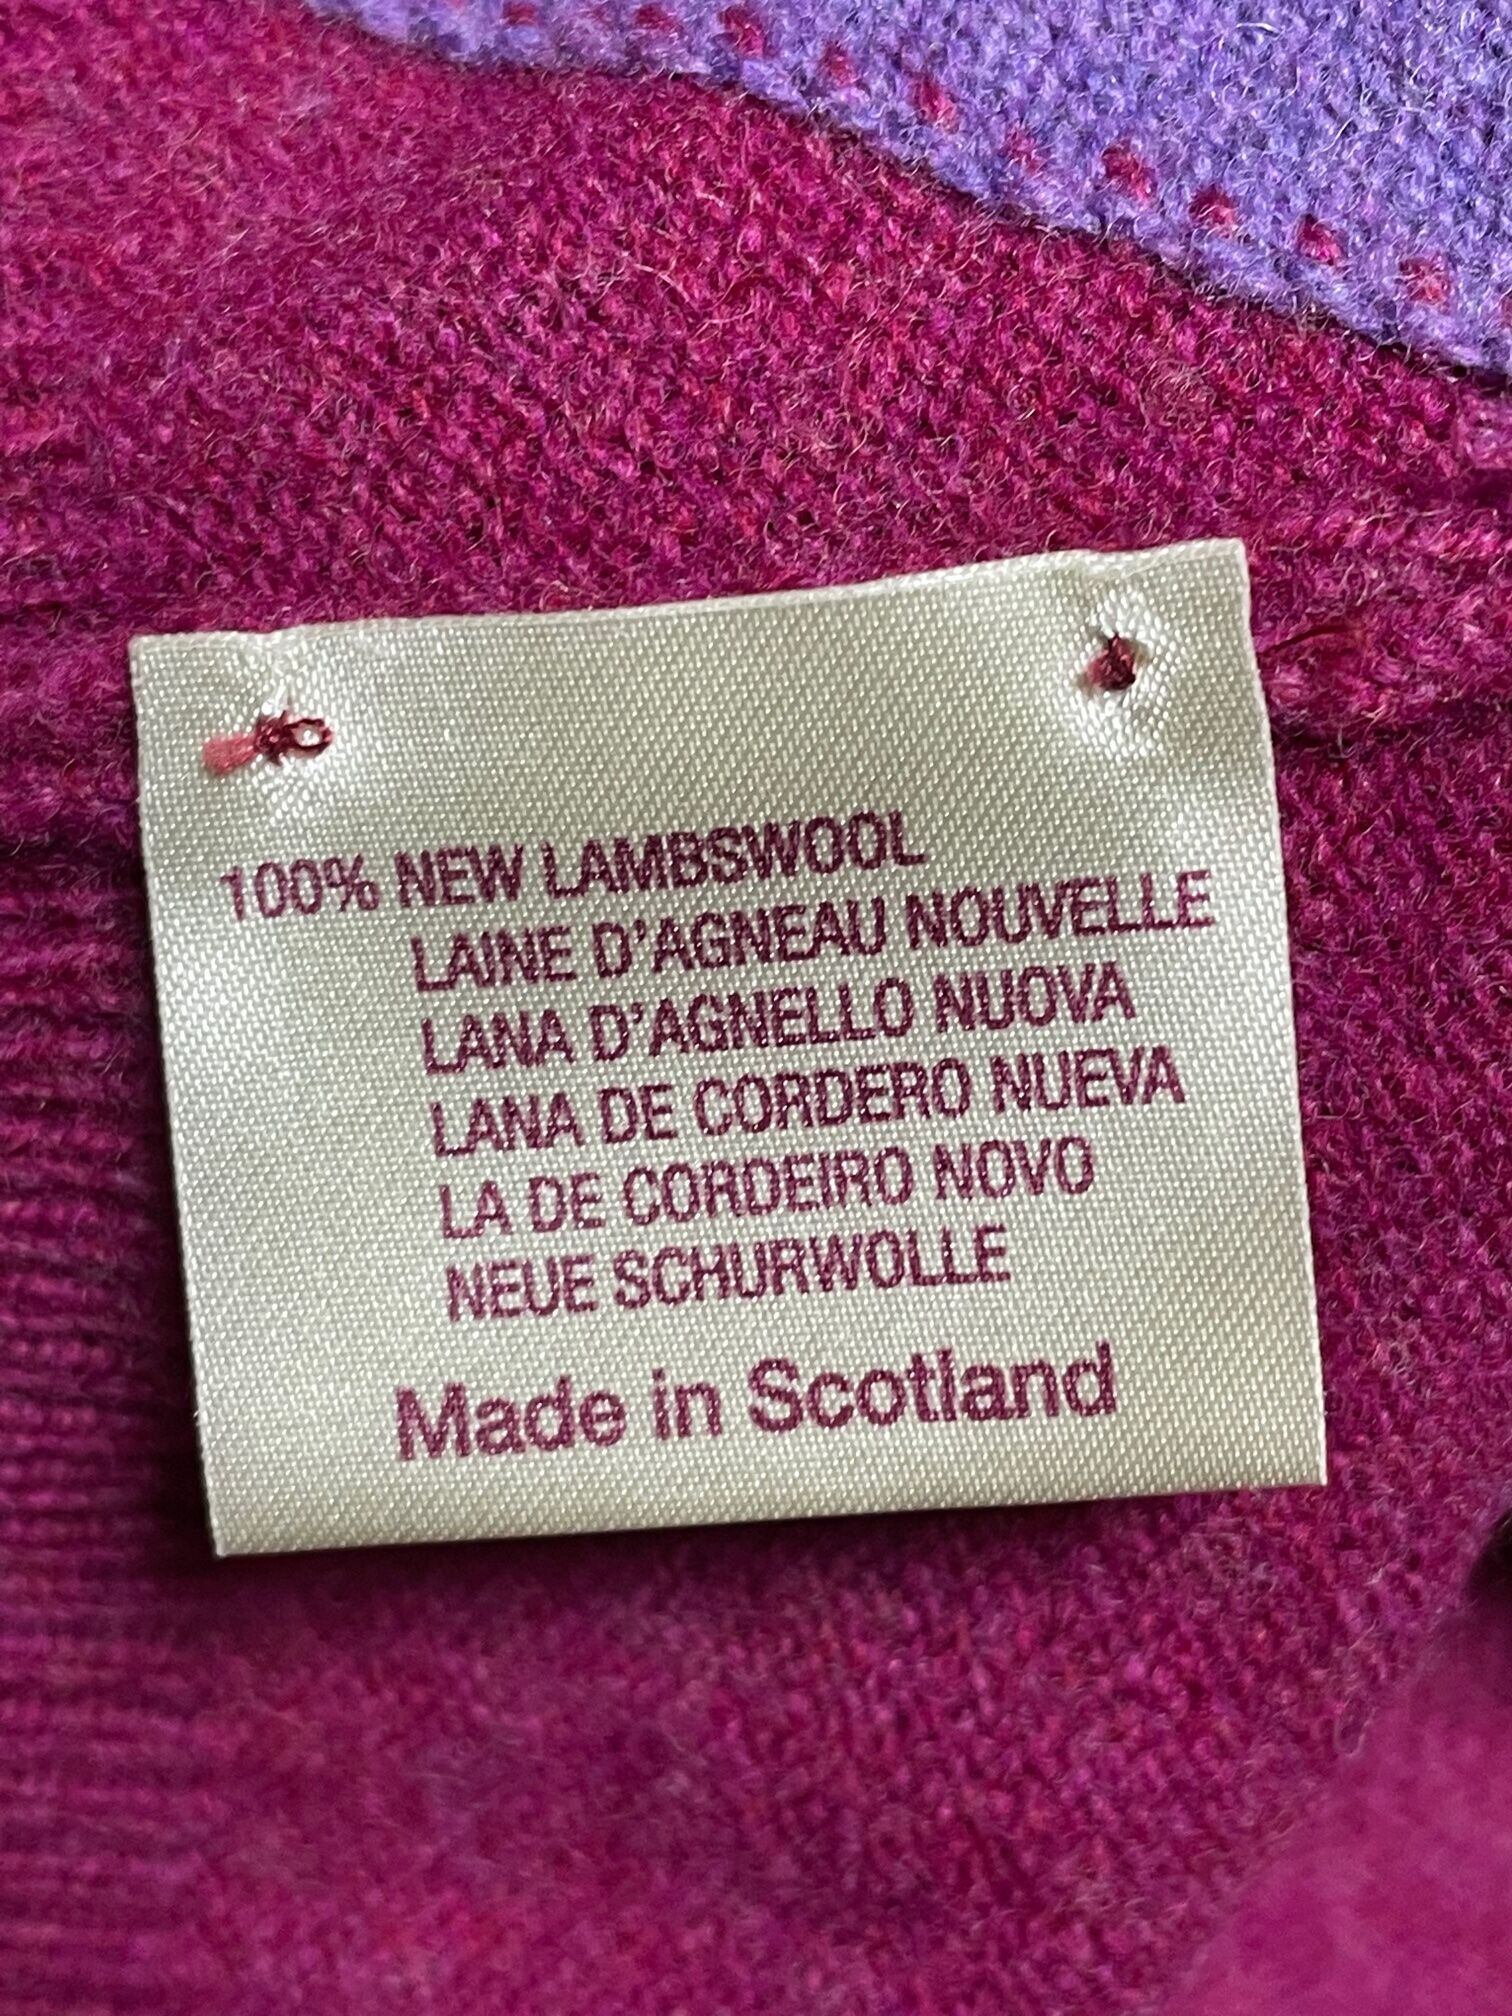 100% NEW LAMBSWOOL
LAINE D'AGNEAU NOUVELLE
LANA D'AGNELLO NUOVA
LANA DE CORDERO NUEVA
LA DE CORDEIRO NOVO
NEUE SCHURWOLLE
Made in Scotland